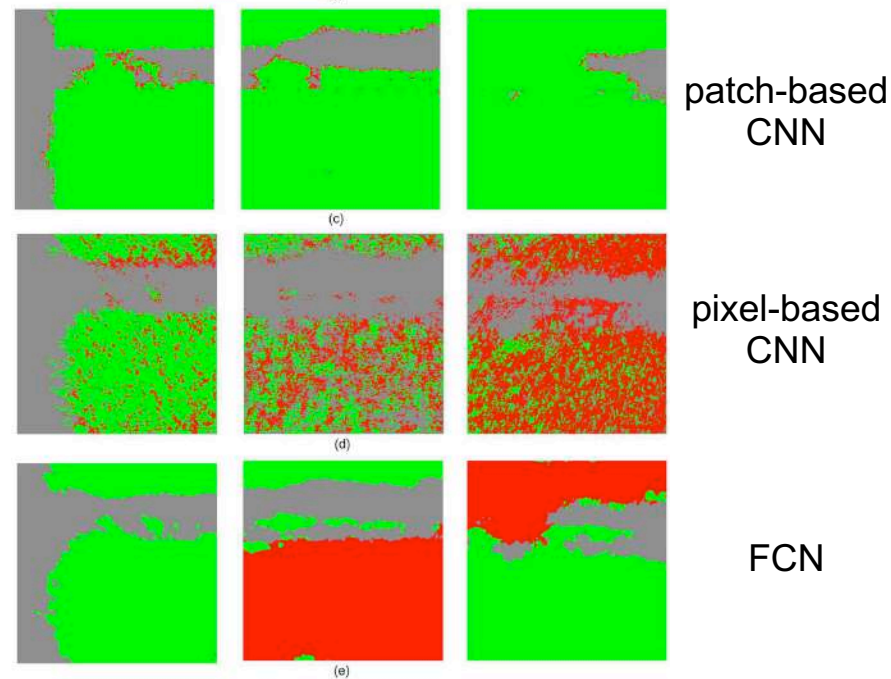 patch-based
CNN
(c)
pixel-based
CNN
(d)
FCN
(e)